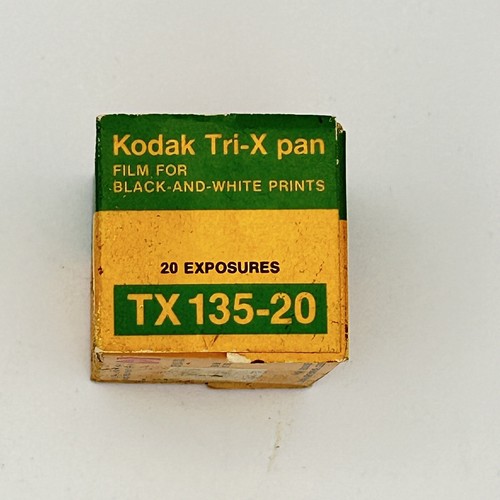 Kodak Tri-X pan
FILM FOR
BLACK-AND-WHITE PRINTS
20 EXPOSURES
TX 135-20